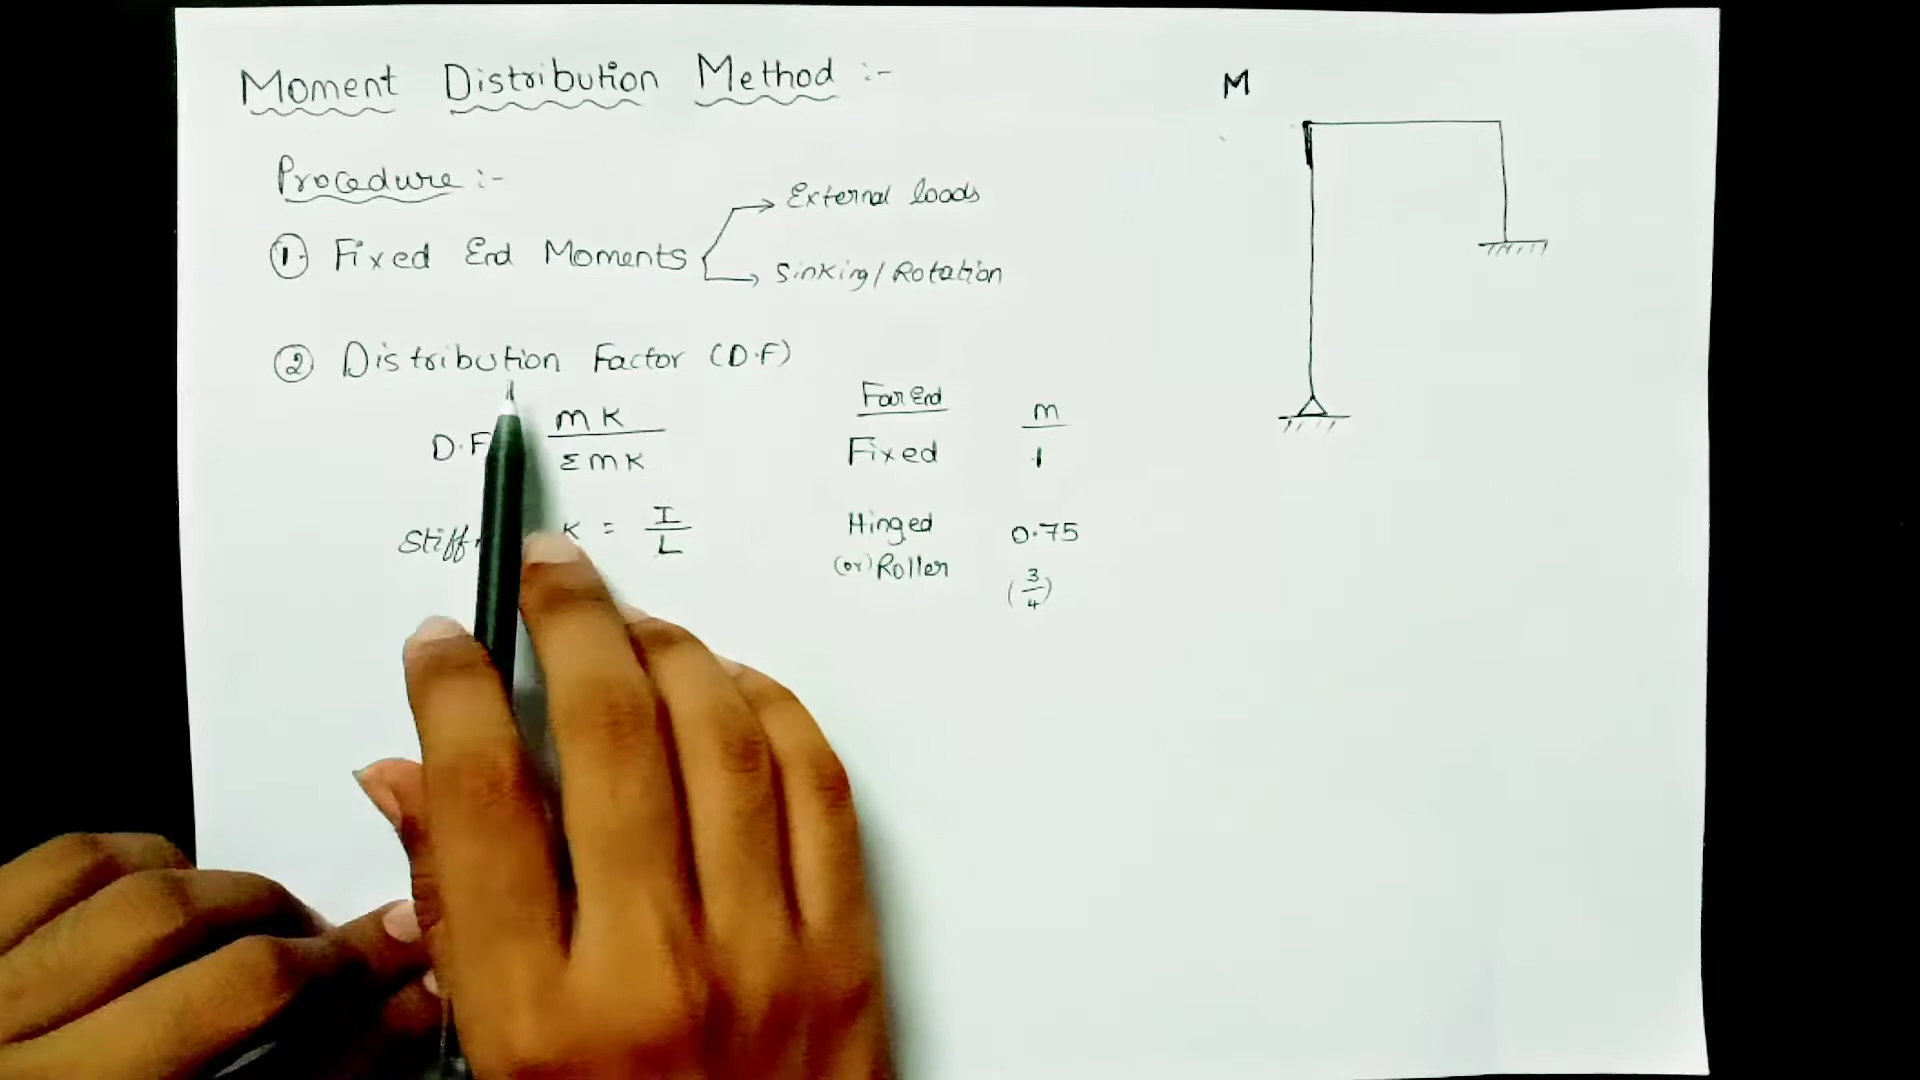 Moment Distribution Method :-
M
Procedure :-
External loads
① Fixed End Moments
Sinking/Rotation
② Distribution Factor (D.F)
Far End m
D.F mK
ΣmK
Fixed 1
K = I
L
Hinged 0.75
(or) Roller (3/4)